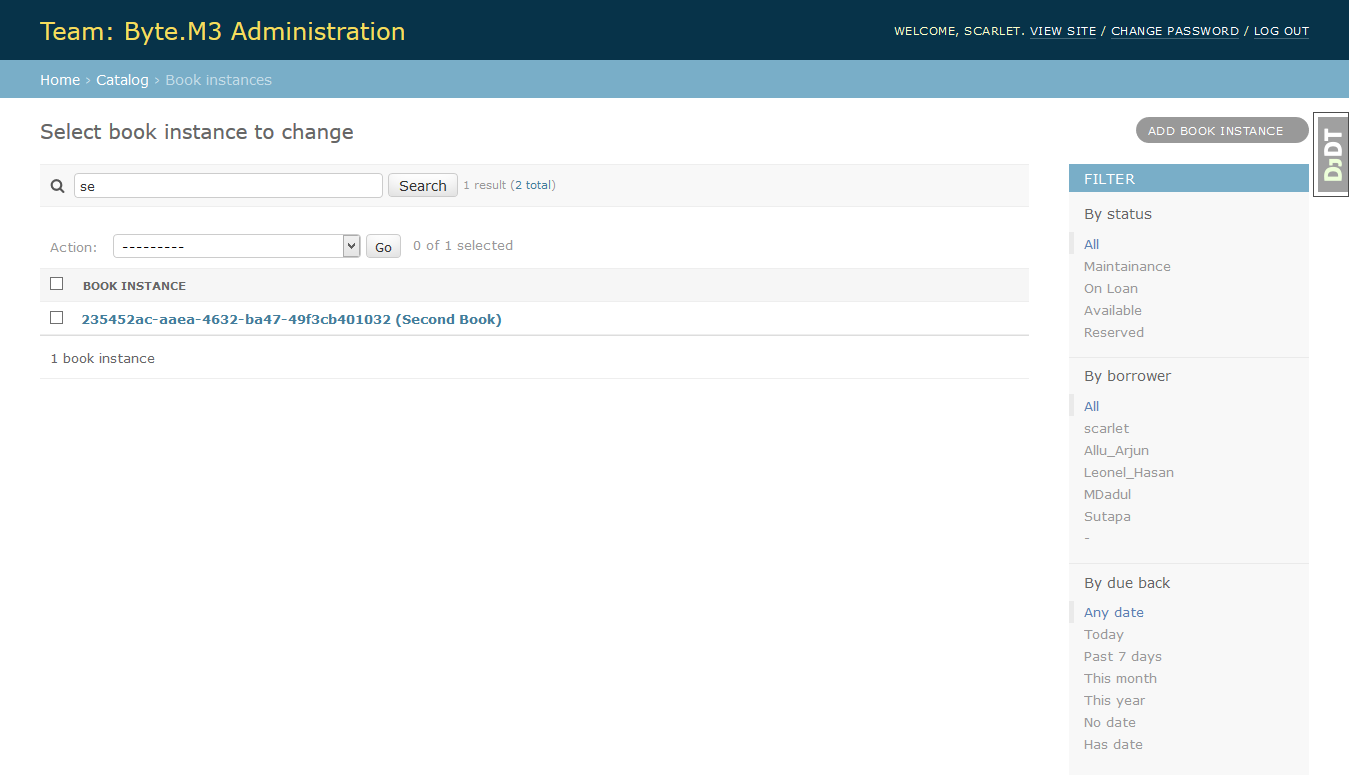 Team: Byte.M3 Administration
WELCOME, SCARLET. VIEW SITE / CHANGE PASSWORD / LOG OUT
Home › Catalog › Book instances
Select book instance to change
ADD BOOK INSTANCE
DjDT
se
Search
1 result (2 total)
Action:
---------
Go
0 of 1 selected
BOOK INSTANCE
235452ac-aaea-4632-ba47-49f3cb401032 (Second Book)
1 book instance
FILTER
By status
All
Maintainance
On Loan
Available
Reserved
By borrower
All
scarlet
Allu_Arjun
Leonel_Hasan
MDadul
Sutapa
-
By due back
Any date
Today
Past 7 days
This month
This year
No date
Has date